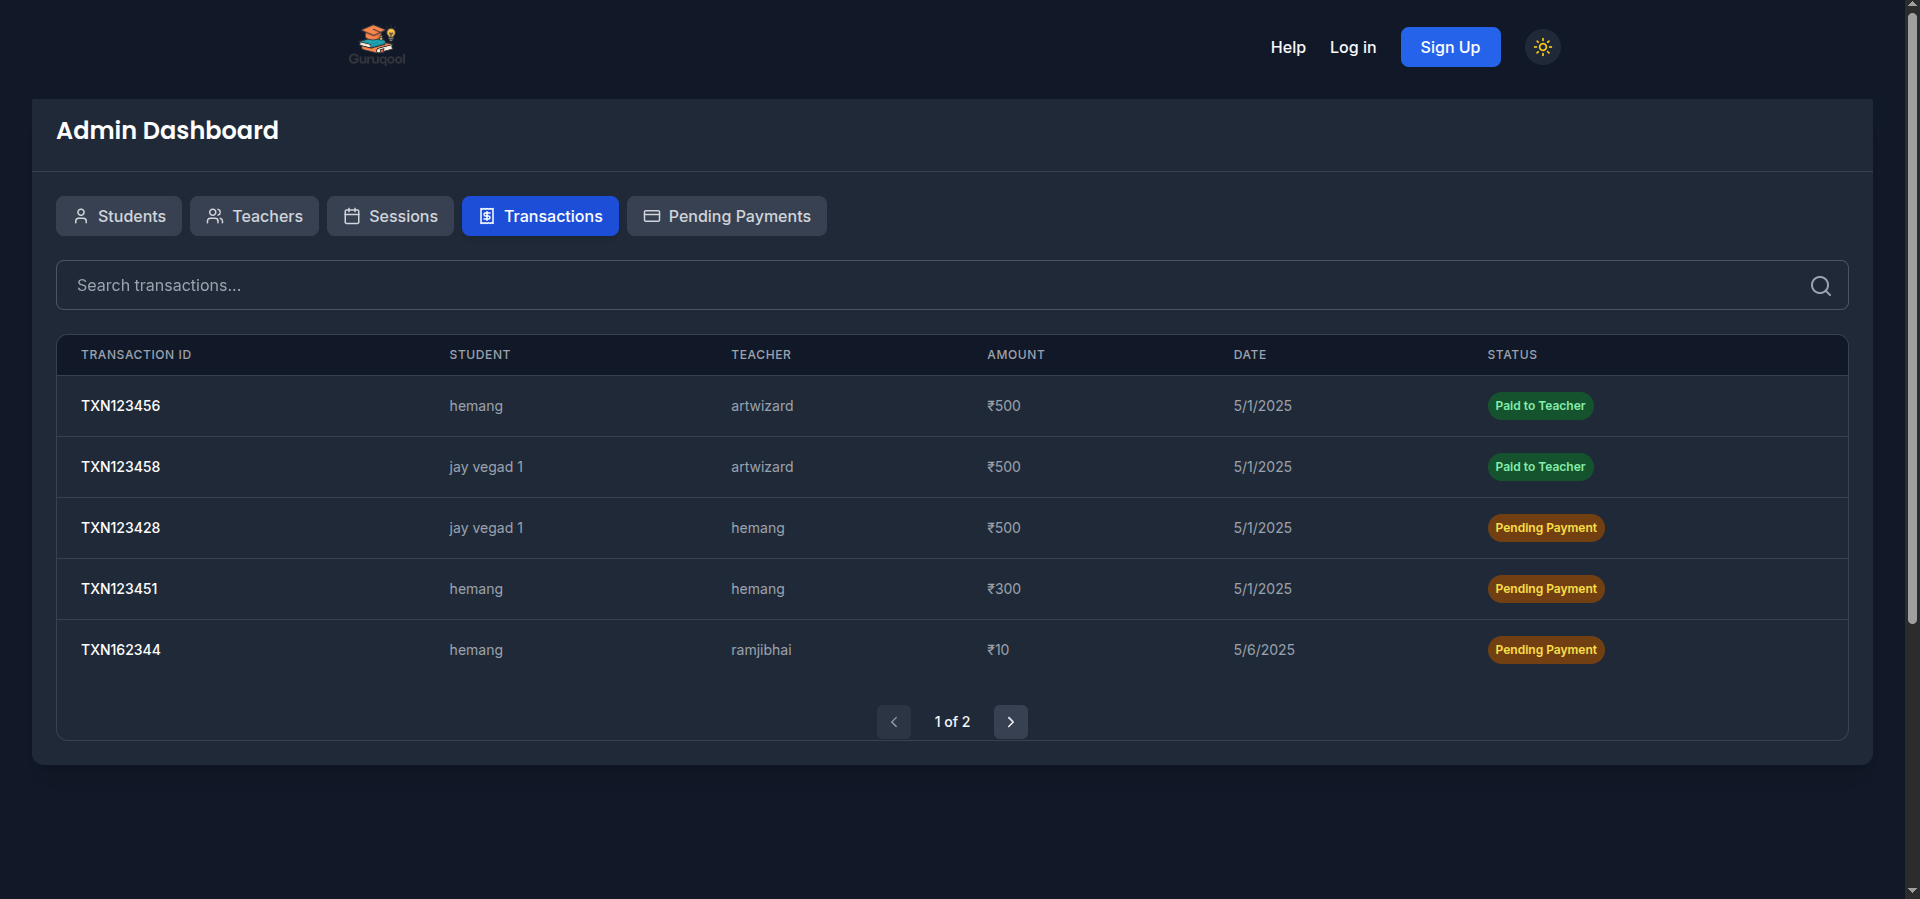 Guruqool
Help Log in Sign Up
Admin Dashboard
Students Teachers Sessions Transactions Pending Payments
Search transactions...
TRANSACTION ID STUDENT TEACHER AMOUNT DATE STATUS
TXN123456 hemang artwizard ₹500 5/1/2025 Paid to Teacher
TXN123458 jay vegad 1 artwizard ₹500 5/1/2025 Paid to Teacher
TXN123428 jay vegad 1 hemang ₹500 5/1/2025 Pending Payment
TXN123451 hemang hemang ₹300 5/1/2025 Pending Payment
TXN162344 hemang ramjibhai ₹10 5/6/2025 Pending Payment
1 of 2